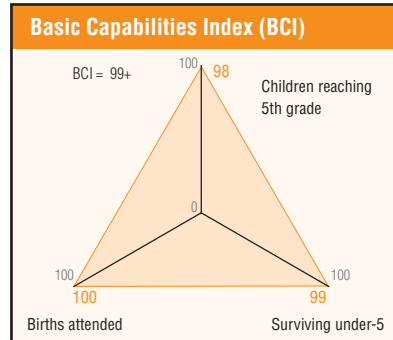 Basic Capabilities Index (BCI)
BCI = 99+
100
98
Children reaching
5th grade
0
100
100
100
99
Births attended
Surviving under-5